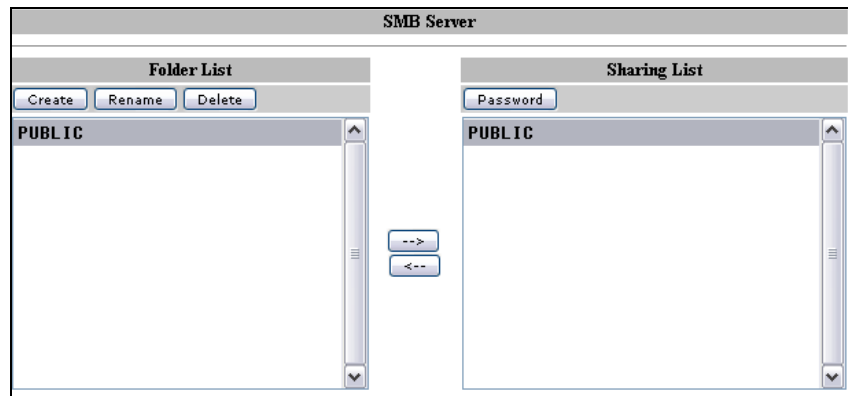 SMB Server
Folder List
Create Rename Delete
PUBLIC
-->
<--
Sharing List
Password
PUBLIC